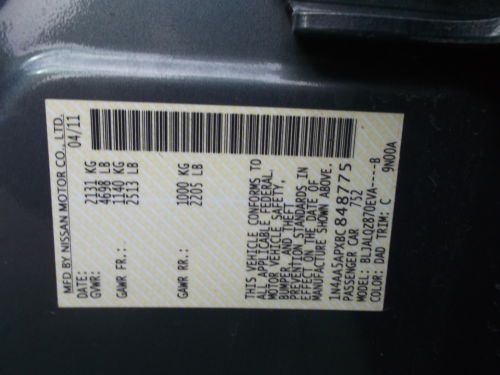 MFD BY NISSAN MOTOR CO., LTD.
DATE: 04/11
GVWR: 2131 KG
4698 LB
GAWR FR.: 1140 KG
2513 LB
GAWR RR.: 1000 KG
2205 LB
THIS VEHICLE CONFORMS TO
ALL APPLICABLE FEDERAL
MOTOR VEHICLE SAFETY,
BUMPER, AND THEFT
PREVENTION STANDARDS IN
EFFECT ON THE DATE OF
MANUFACTURE SHOWN ABOVE.
1N4AA5APXBC848775
PASSENGER CAR 752
MODEL: BLJALQZB70EVA-----B
COLOR: DAD TRIM: C 9N00A